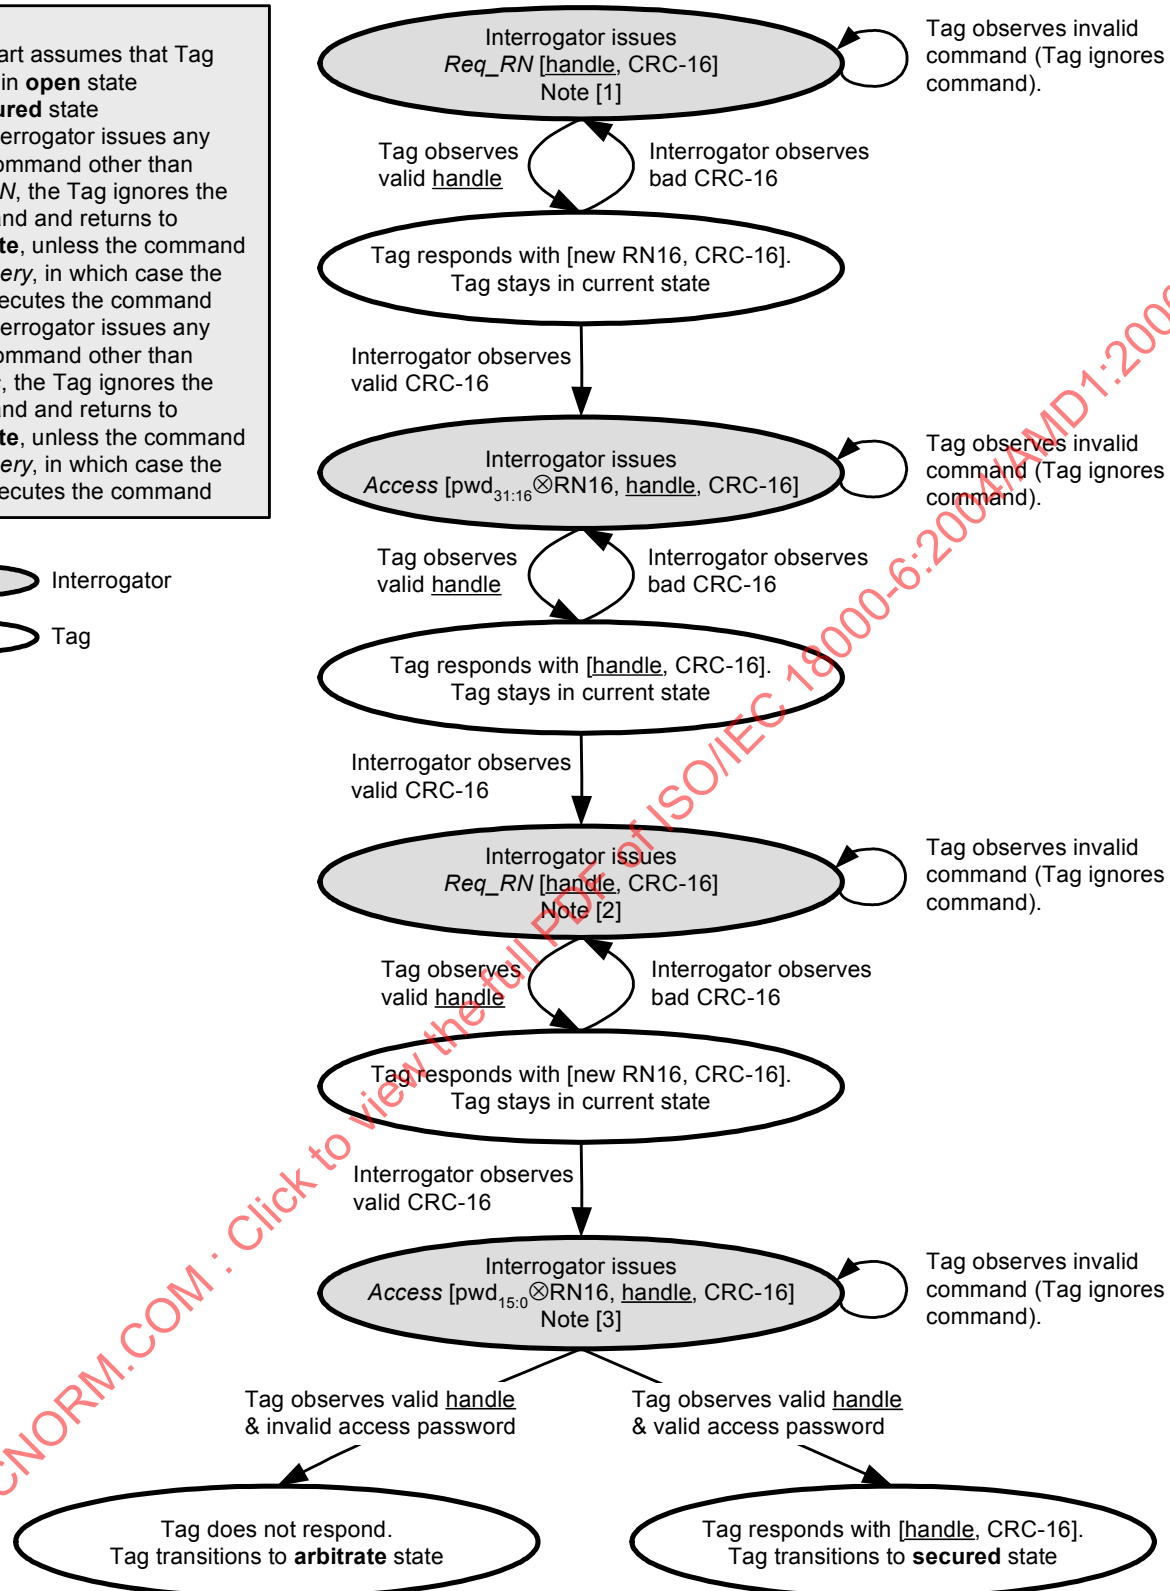 art assumes that Tag
in open state
ured state
errogator issues any
ommand other than
N, the Tag ignores the
and and returns to
te, unless the command
ery, in which case the
xecutes the command
errogator issues any
ommand other than
, the Tag ignores the
and and returns to
te, unless the command
ery, in which case the
xecutes the command
Interrogator
Tag
Interrogator issues
Req_RN [handle, CRC-16]
Note [1]
Tag observes invalid
command (Tag ignores
command).
Tag observes
valid handle
Interrogator observes
bad CRC-16
Tag responds with [new RN16, CRC-16].
Tag stays in current state
Interrogator observes
valid CRC-16
Interrogator issues
Access [pwd31:16⊗RN16, handle, CRC-16]
Tag observes invalid
command (Tag ignores
command).
Tag observes
valid handle
Interrogator observes
bad CRC-16
Tag responds with [handle, CRC-16].
Tag stays in current state
Interrogator observes
valid CRC-16
Interrogator issues
Req_RN [handle, CRC-16]
Note [2]
Tag observes invalid
command (Tag ignores
command).
Tag observes
valid handle
Interrogator observes
bad CRC-16
Tag responds with [new RN16, CRC-16].
Tag stays in current state
Interrogator observes
valid CRC-16
Interrogator issues
Access [pwd15:0⊗RN16, handle, CRC-16]
Note [3]
Tag observes invalid
command (Tag ignores
command).
Tag observes valid handle
& invalid access password
Tag observes valid handle
& valid access password
Tag does not respond.
Tag transitions to arbitrate state
Tag responds with [handle, CRC-16].
Tag transitions to secured state
CNORM.COM : Click to view the full PDF of ISO/IEC 18000-6:2004/AMD1:200